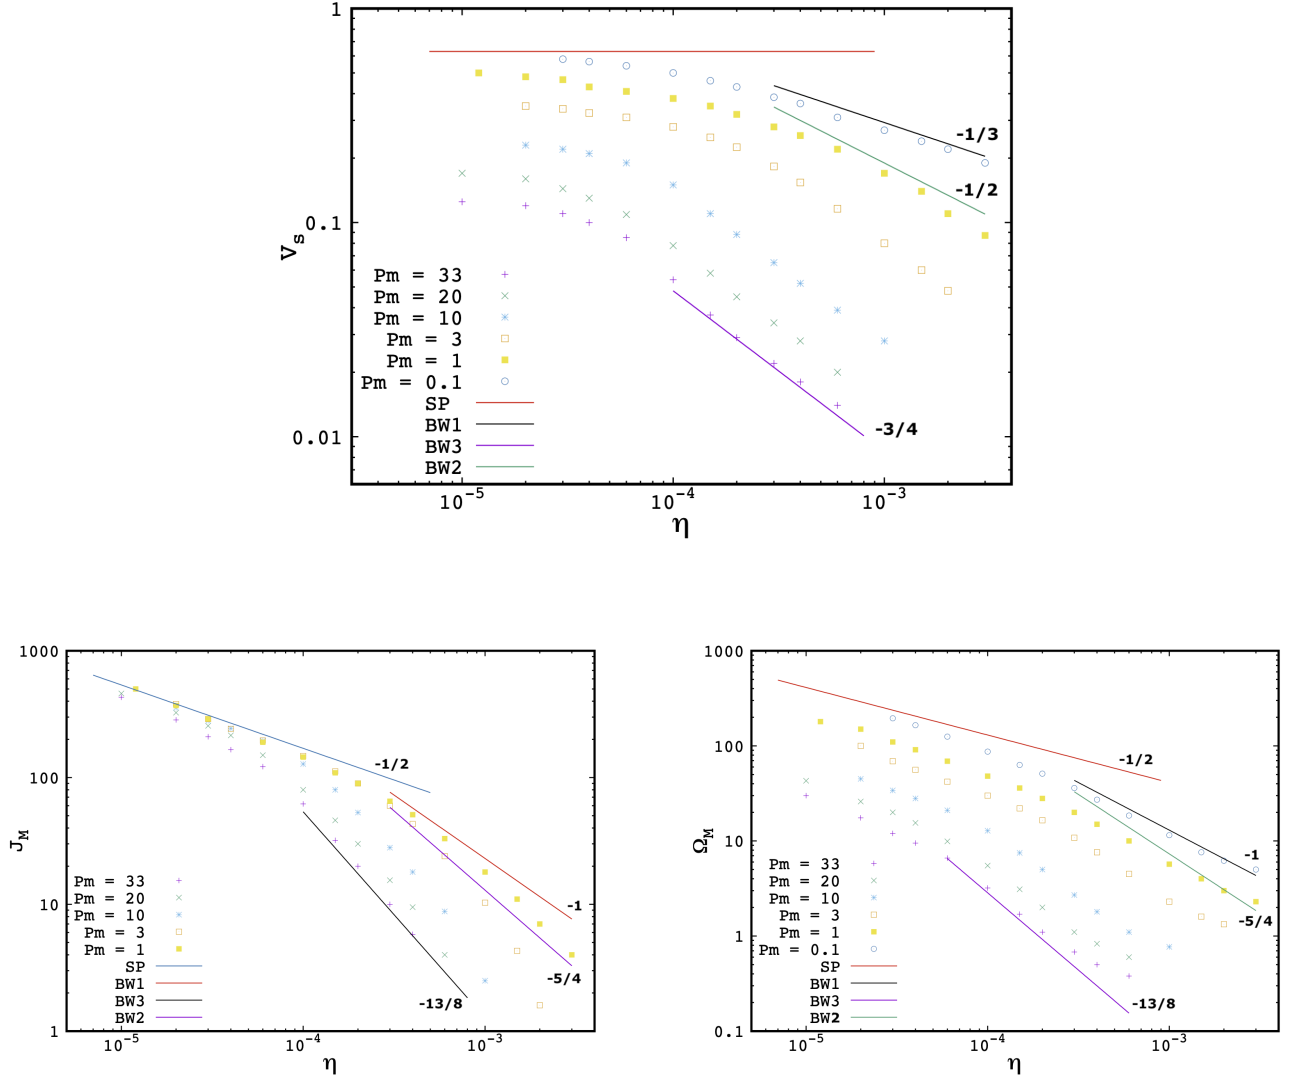 1
0.1
0.01
V_s
-1/3
-1/2
-3/4
Pm = 33
Pm = 20
Pm = 10
Pm = 3
Pm = 1
Pm = 0.1
SP
BW1
BW3
BW2
10^-5 10^-4 10^-3
η
1000
100
10
1
J_M
-1/2
-1
-5/4
-13/8
Pm = 33
Pm = 20
Pm = 10
Pm = 3
Pm = 1
SP
BW1
BW3
BW2
10^-5 10^-4 10^-3
η
1000
100
10
1
0.1
Ω_M
-1/2
-1
-5/4
-13/8
Pm = 33
Pm = 20
Pm = 10
Pm = 3
Pm = 1
Pm = 0.1
SP
BW1
BW3
BW2
10^-5 10^-4 10^-3
η